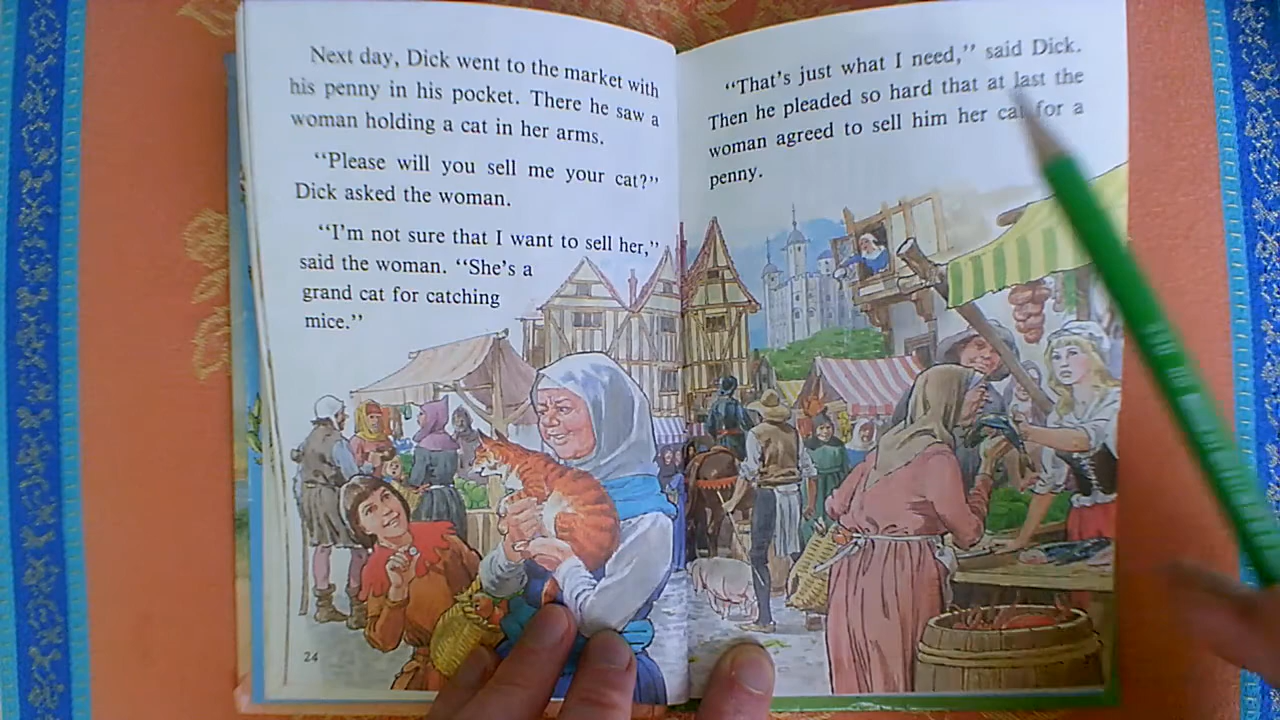 Next day, Dick went to the market with
his penny in his pocket. There he saw a
woman holding a cat in her arms.
“Please will you sell me your cat?”
Dick asked the woman.
“I’m not sure that I want to sell her,”
said the woman. “She’s a
grand cat for catching
mice.”
24
“That’s just what I need,” said Dick.
Then he pleaded so hard that at last the
woman agreed to sell him her cat for a
penny.